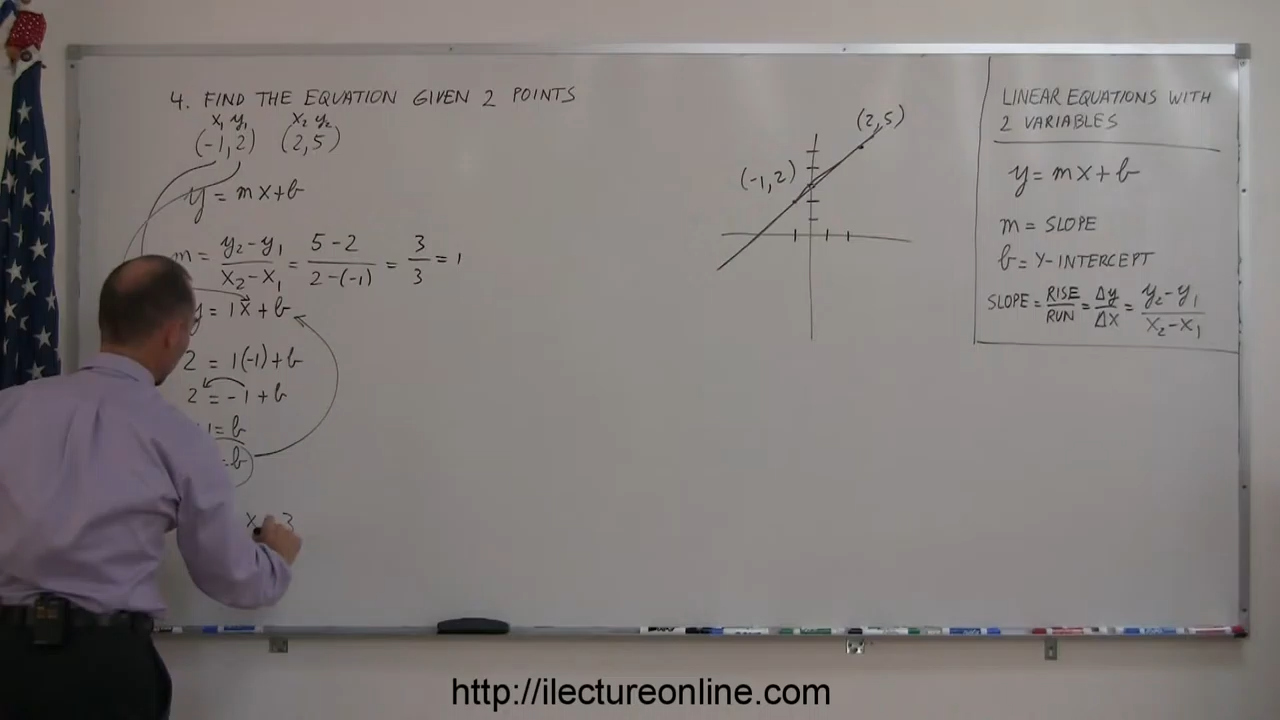 4. FIND THE EQUATION GIVEN 2 POINTS
x₁ y₁ x₂ y₂
(-1, 2) (2, 5)
y = mx + b
m = y₂ - y₁ / x₂ - x₁ = 5 - 2 / 2 - (-1) = 3 / 3 = 1
y = 1x + b
2 = 1(-1) + b
2 = -1 + b
1 = b
= b
x 3
(2, 5)
(-1, 2)
LINEAR EQUATIONS WITH
2 VARIABLES
y = mx + b
m = SLOPE
b = Y-INTERCEPT
SLOPE = RISE / RUN = Δy / Δx = y₂ - y₁ / x₂ - x₁
http://ilectureonline.com